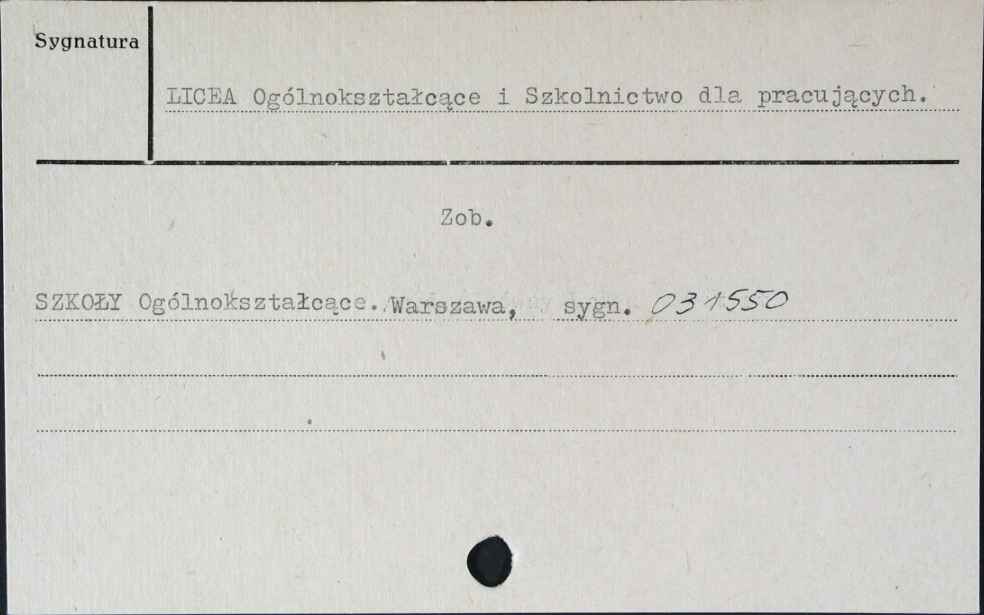 Sygnatura
LICEA Ogólnokształcące i Szkolnictwo dla pracujących.
Zob.
SZKOŁY Ogólnokształcące. Warszawa, sygn. 031550